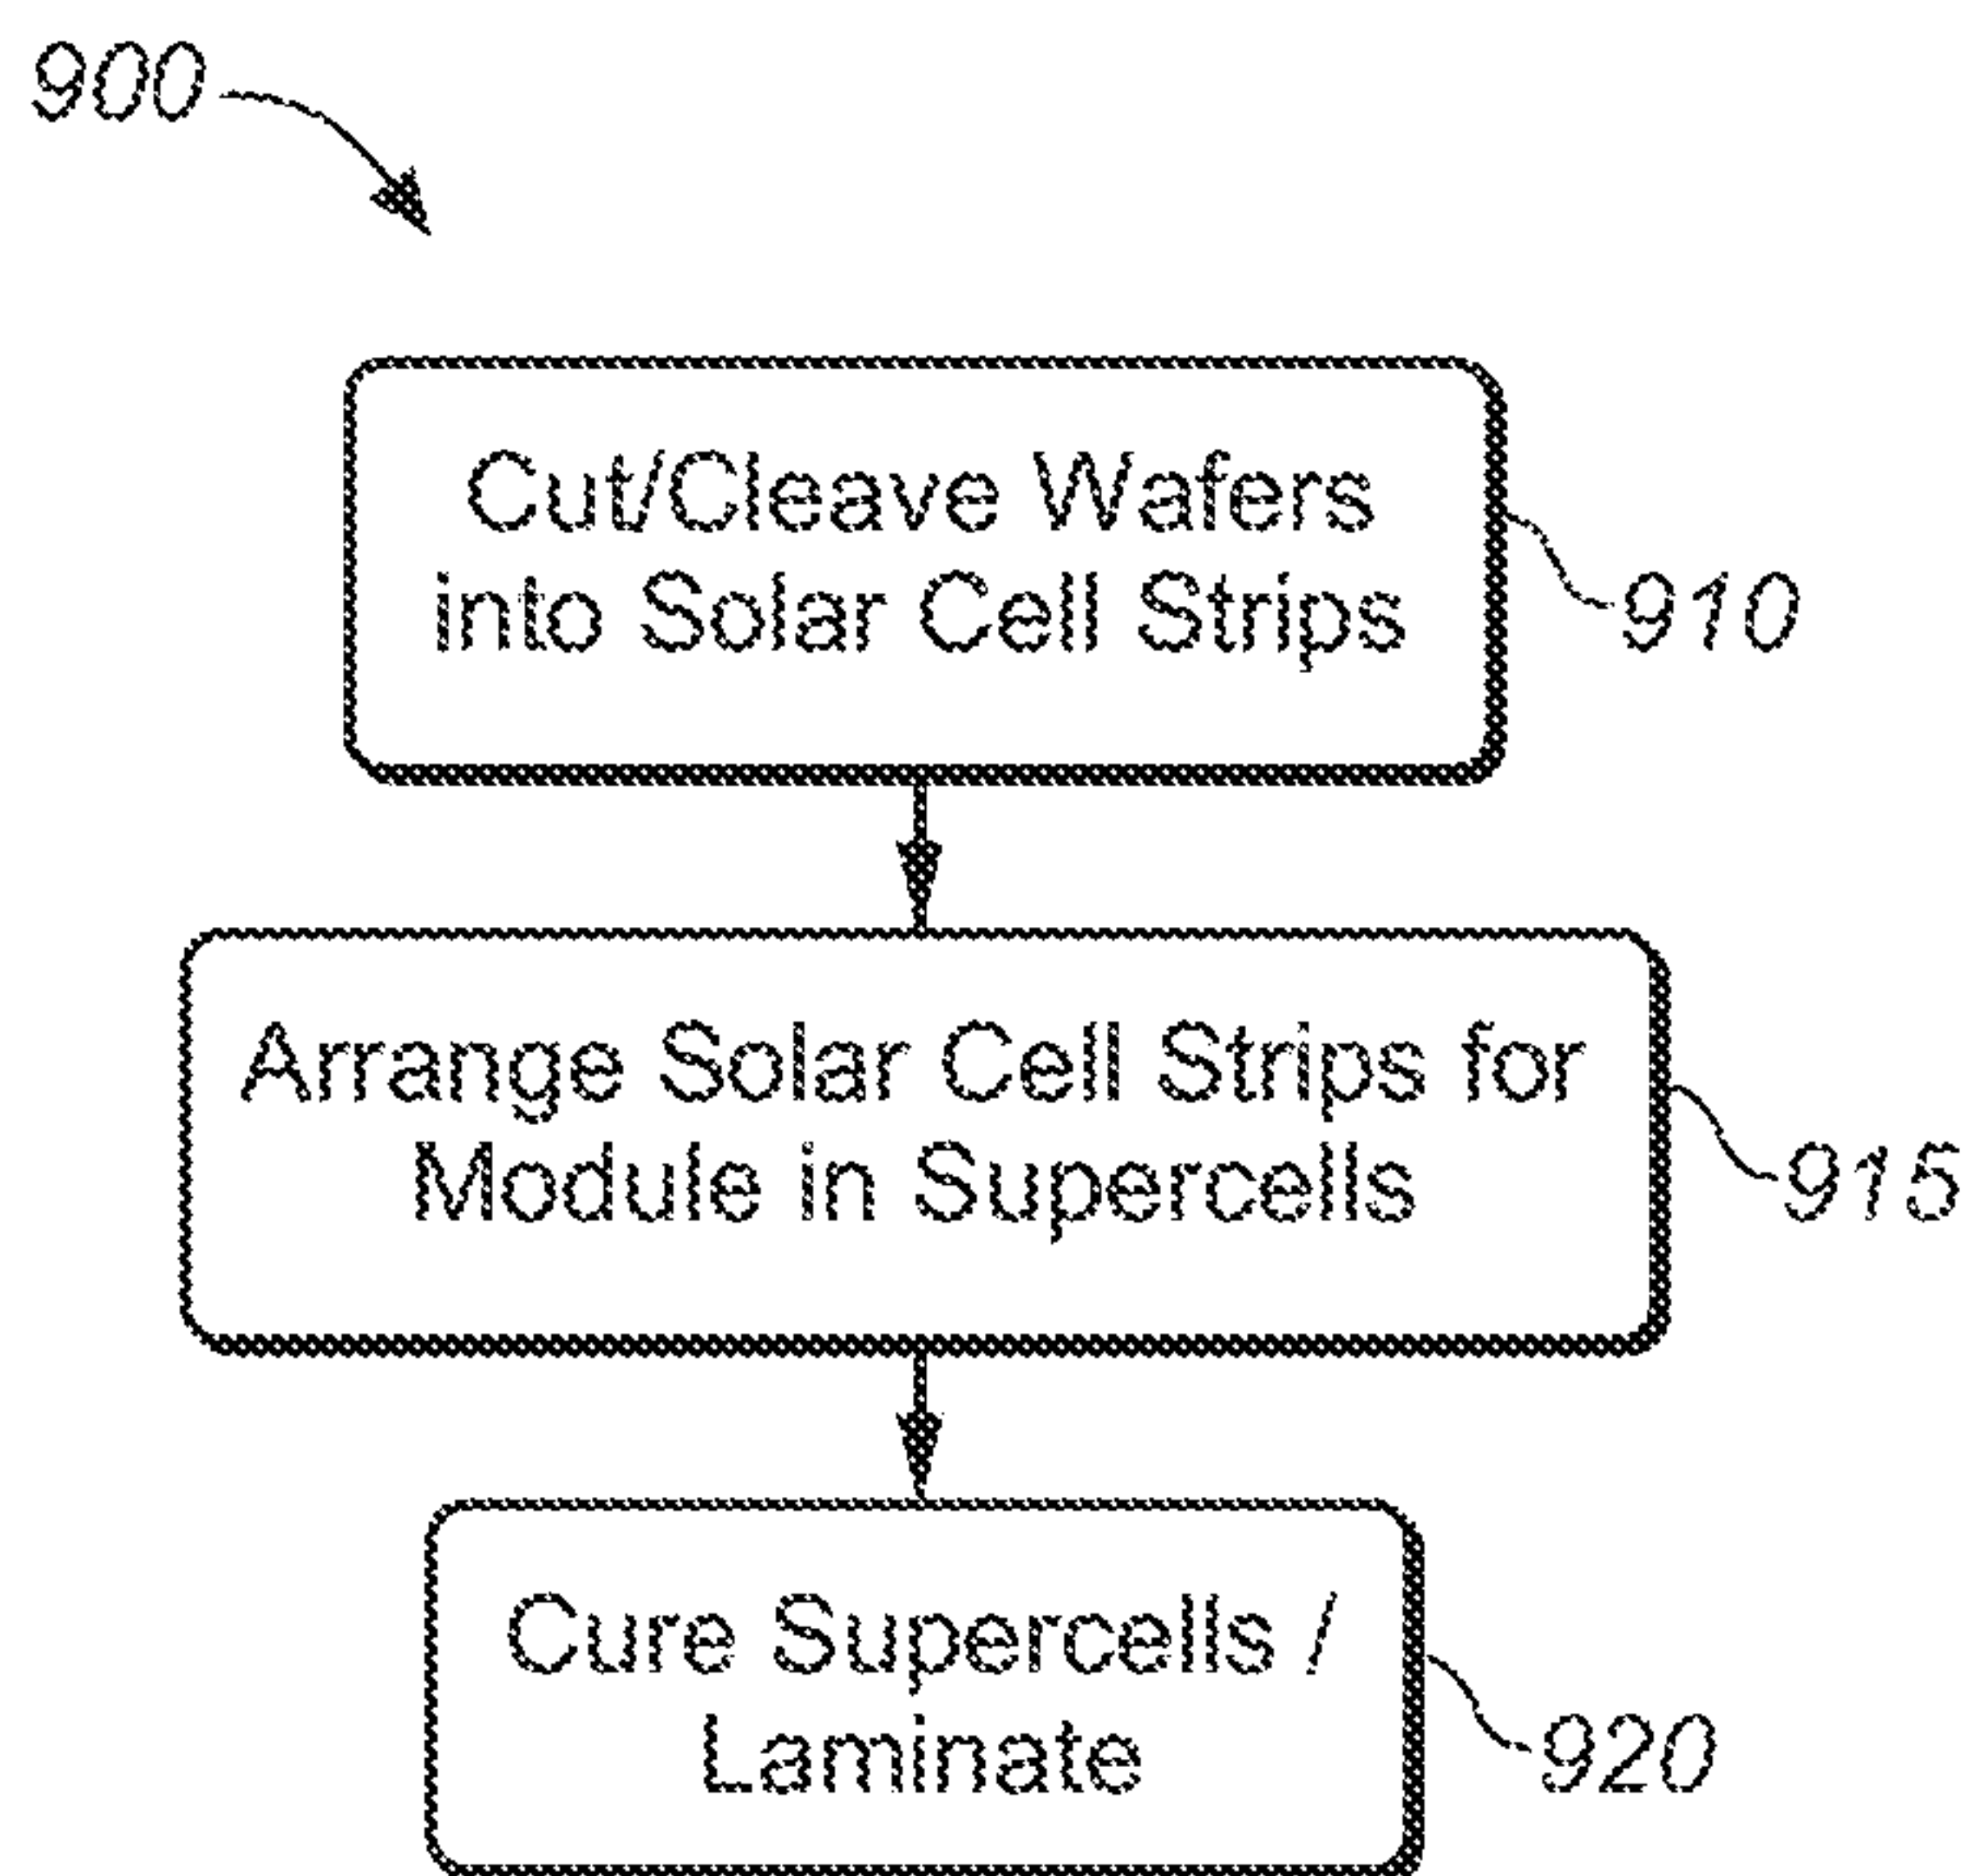 900
Cut/Cleave Wafers
into Solar Cell Strips
910
Arrange Solar Cell Strips for
Module in Supercells
915
Cure Supercells /
Laminate
920